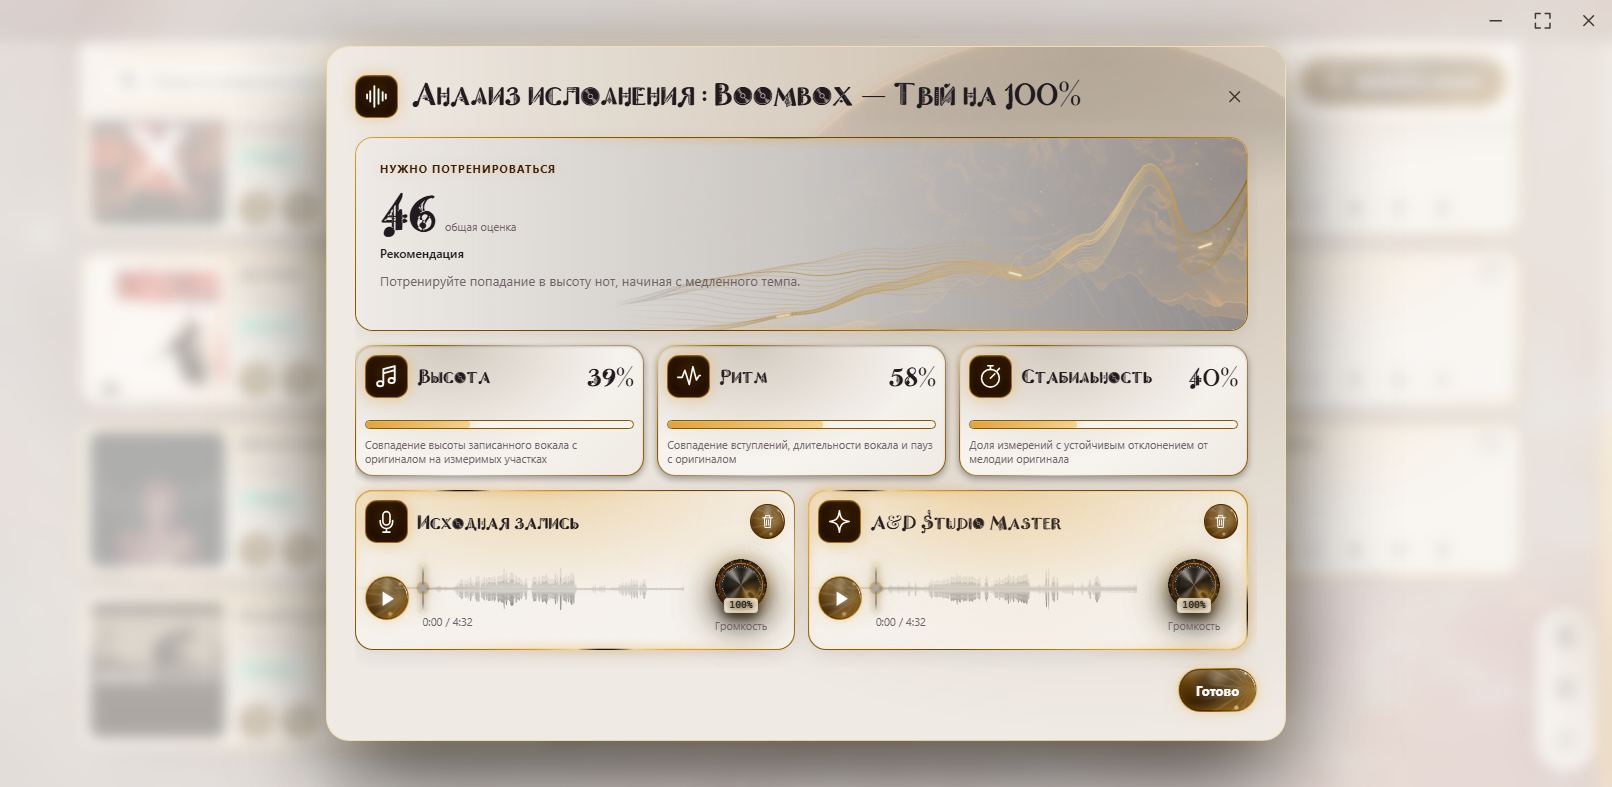 Анализ исполнения: Boombox — Твій на 100%
НУЖНО ПОТРЕНИРОВАТЬСЯ
46 общая оценка
Рекомендация
Потренируйте попадание в высоту нот, начиная с медленного темпа.
Высота 39%
Совпадение высоты записанного вокала с
оригиналом на измеримых участках
Ритм 58%
Совпадение вступлений, длительности вокала и пауз
с оригиналом
Стабильность 40%
Доля измерений с устойчивым отклонением от
мелодии оригинала
Исходная запись
0:00 / 4:32
100%
Громкость
A&D Studio Master
0:00 / 4:32
100%
Громкость
Готово